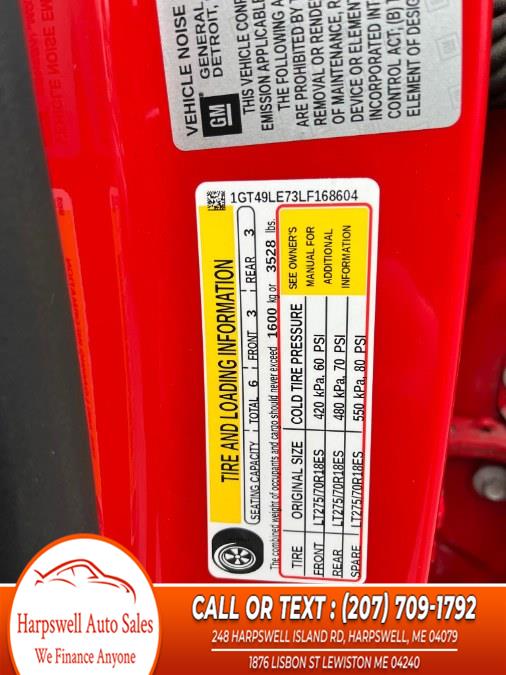 VEHICLE NOISE
GM
GENERAL
DETROIT,
THIS VEHICLE CONF
EMISSION APPLICABLE
THE FOLLOWING A
ARE PROHIBITED BY T
REMOVAL OR RENDE
OF MAINTENANCE, R
DEVICE OR ELEMEN
INCORPORATED INT
CONTROL ACT; (B) T
ELEMENT OF DESIG
1GT49LE73LF168604
TIRE AND LOADING INFORMATION
SEATING CAPACITY TOTAL 6 FRONT 3 REAR 3
The combined weight of occupants and cargo should never exceed 1600 kg or 3528 lbs.
TIRE ORIGINAL SIZE COLD TIRE PRESSURE
FRONT LT275/70R18ES 420 kPa, 60 PSI
REAR LT275/70R18ES 480 kPa, 70 PSI
SPARE LT275/70R18ES 550 kPa, 80 PSI
SEE OWNER'S
MANUAL FOR
ADDITIONAL
INFORMATION
Harpswell Auto Sales
We Finance Anyone
CALL OR TEXT : (207) 709-1792
248 HARPSWELL ISLAND RD, HARPSWELL, ME 04079
1876 LISBON ST LEWISTON ME 04240